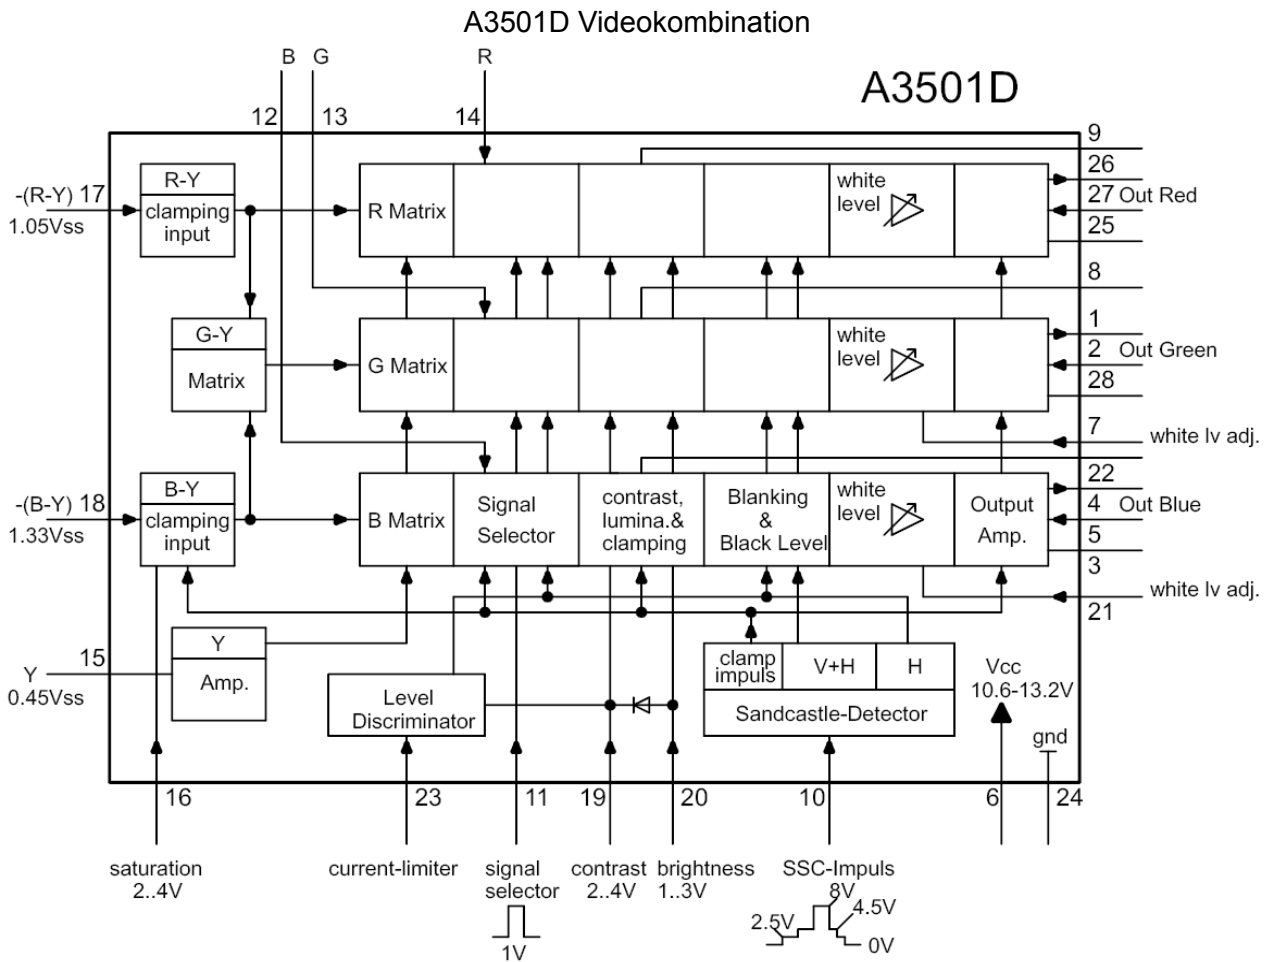 A3501D Videokombination
B G R
A3501D
12 13 14
9
R-Y
white
level
26
-(R-Y) 17
clamping
input
R Matrix
27 Out Red
1.05Vss
25
8
G-Y
Matrix
G Matrix
white
level
1
2 Out Green
28
7 white lv adj.
B-Y
clamping
input
-(B-Y) 18
1.33Vss
B Matrix
Signal
Selector
contrast,
lumina.&
clamping
Blanking
&
Black Level
white
level
Output
Amp.
22
4 Out Blue
5
3
white lv adj.
21
Y
Amp.
15
Y
0.45Vss
clamp
impuls
V+H
H
Level
Discriminator
Sandcastle-Detector
Vcc
10.6-13.2V
gnd
16 23 11 19 20 10 6 24
saturation
2..4V
current-limiter
signal
selector
1V
contrast
2..4V
brightness
1..3V
SSC-Impuls
8V
2.5V
4.5V
0V